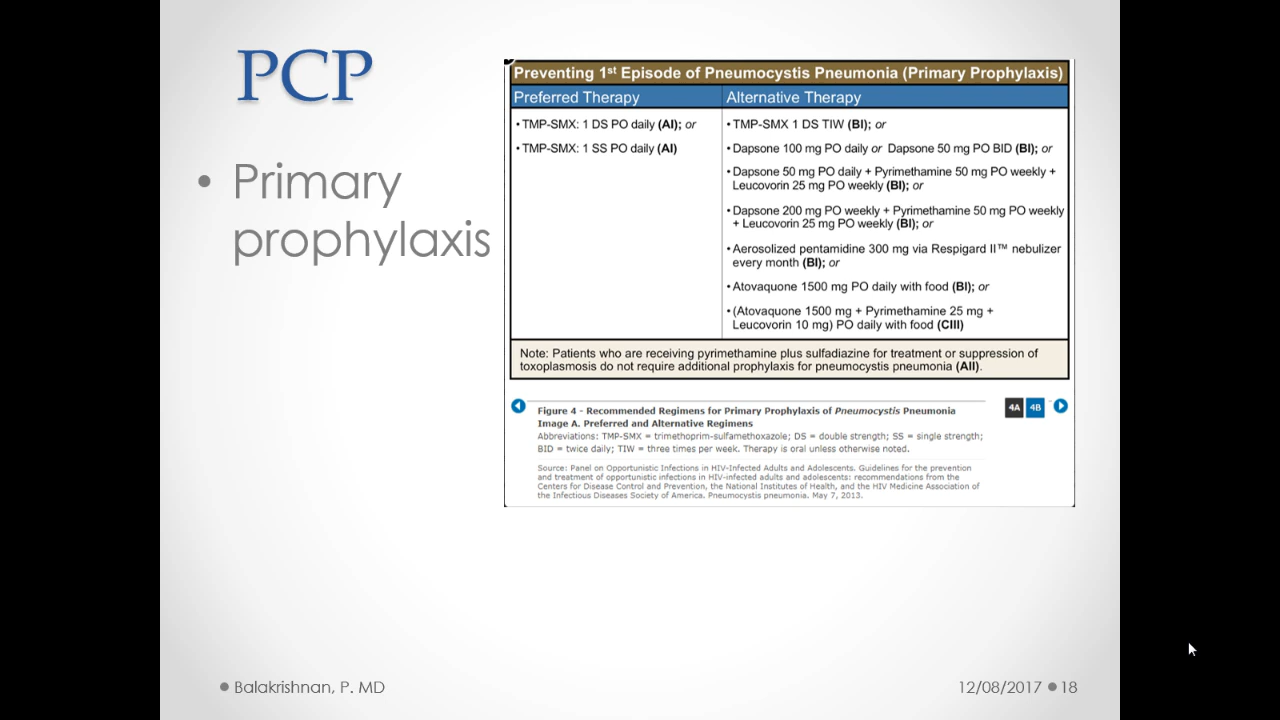 PCP
• Primary
prophylaxis
Preventing 1st Episode of Pneumocystis Pneumonia (Primary Prophylaxis)
Preferred Therapy
• TMP-SMX: 1 DS PO daily (AI); or
• TMP-SMX: 1 SS PO daily (AI)
Alternative Therapy
• TMP-SMX 1 DS TIW (BI); or
• Dapsone 100 mg PO daily or Dapsone 50 mg PO BID (BI); or
• Dapsone 50 mg PO daily + Pyrimethamine 50 mg PO weekly +
Leucovorin 25 mg PO weekly (BI); or
• Dapsone 200 mg PO weekly + Pyrimethamine 50 mg PO weekly
+ Leucovorin 25 mg PO weekly (BI); or
• Aerosolized pentamidine 300 mg via Respigard II™ nebulizer
every month (BI); or
• Atovaquone 1500 mg PO daily with food (BI); or
• (Atovaquone 1500 mg + Pyrimethamine 25 mg +
Leucovorin 10 mg) PO daily with food (CIII)
Note: Patients who are receiving pyrimethamine plus sulfadiazine for treatment or suppression of
toxoplasmosis do not require additional prophylaxis for pneumocystis pneumonia (AII).
4A 4B
Figure 4 - Recommended Regimens for Primary Prophylaxis of Pneumocystis Pneumonia
Image A. Preferred and Alternative Regimens
Abbreviations: TMP-SMX = trimethoprim-sulfamethoxazole; DS = double strength; SS = single strength;
BID = twice daily; TIW = three times per week. Therapy is oral unless otherwise noted.
Source: Panel on Opportunistic Infections in HIV-Infected Adults and Adolescents. Guidelines for the prevention
and treatment of opportunistic infections in HIV-infected adults and adolescents: recommendations from the
Centers for Disease Control and Prevention, the National Institutes of Health, and the HIV Medicine Association of
the Infectious Diseases Society of America. Pneumocystis pneumonia. May 7, 2013.
• Balakrishnan, P. MD
12/08/2017 • 18